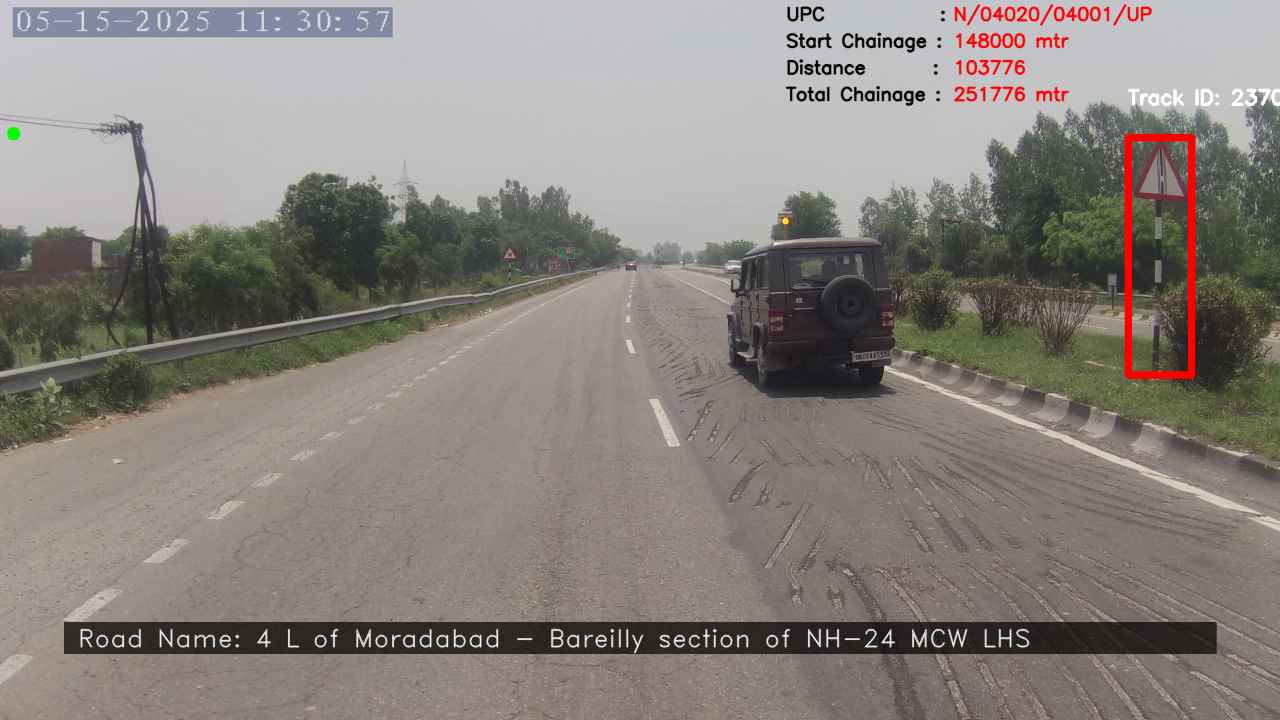 05-15-2025 11:30:57
UPC : N/04020/04001/UP
Start Chainage : 148000 mtr
Distance : 103776
Total Chainage : 251776 mtr
Track ID: 2370
Road Name: 4 L of Moradabad - Bareilly section of NH-24 MCW LHS